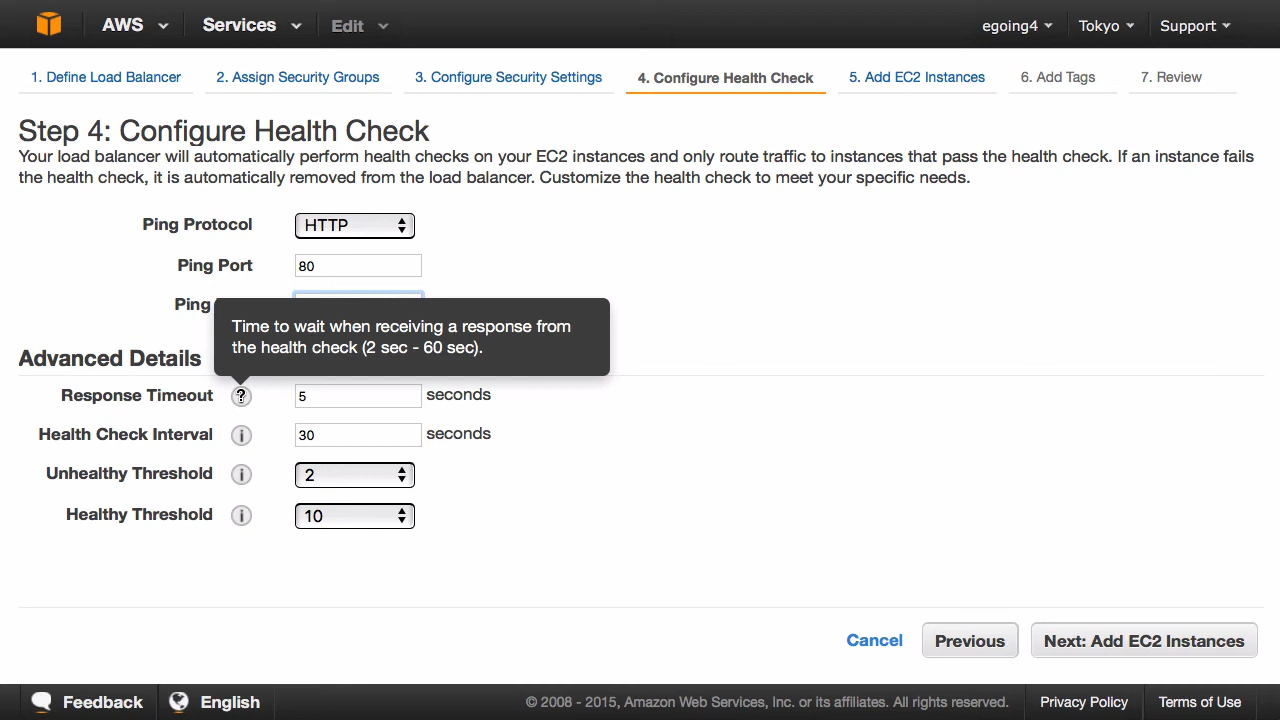 AWS Services Edit egoing4 Tokyo Support
1. Define Load Balancer 2. Assign Security Groups 3. Configure Security Settings 4. Configure Health Check 5. Add EC2 Instances 6. Add Tags 7. Review
Step 4: Configure Health Check
Your load balancer will automatically perform health checks on your EC2 instances and only route traffic to instances that pass the health check. If an instance fails
the health check, it is automatically removed from the load balancer. Customize the health check to meet your specific needs.
Ping Protocol HTTP
Ping Port 80
Ping
Time to wait when receiving a response from
the health check (2 sec - 60 sec).
Advanced Details
Response Timeout ? 5 seconds
Health Check Interval i 30 seconds
Unhealthy Threshold i 2
Healthy Threshold i 10
Cancel Previous Next: Add EC2 Instances
Feedback English © 2008 - 2015, Amazon Web Services, Inc. or its affiliates. All rights reserved. Privacy Policy Terms of Use